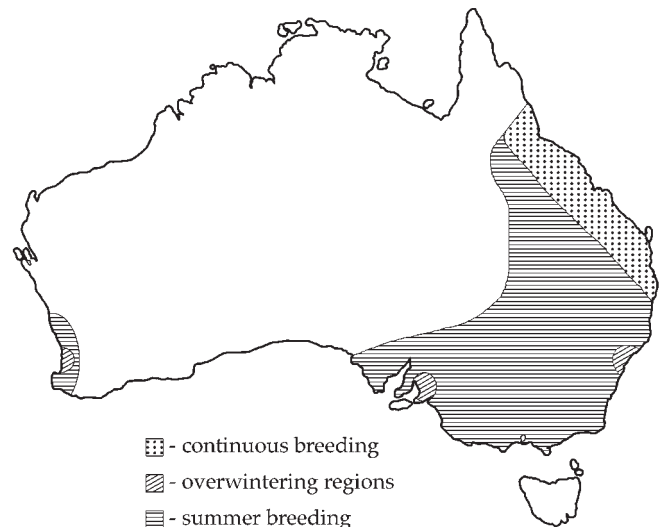 - continuous breeding
- overwintering regions
- summer breeding